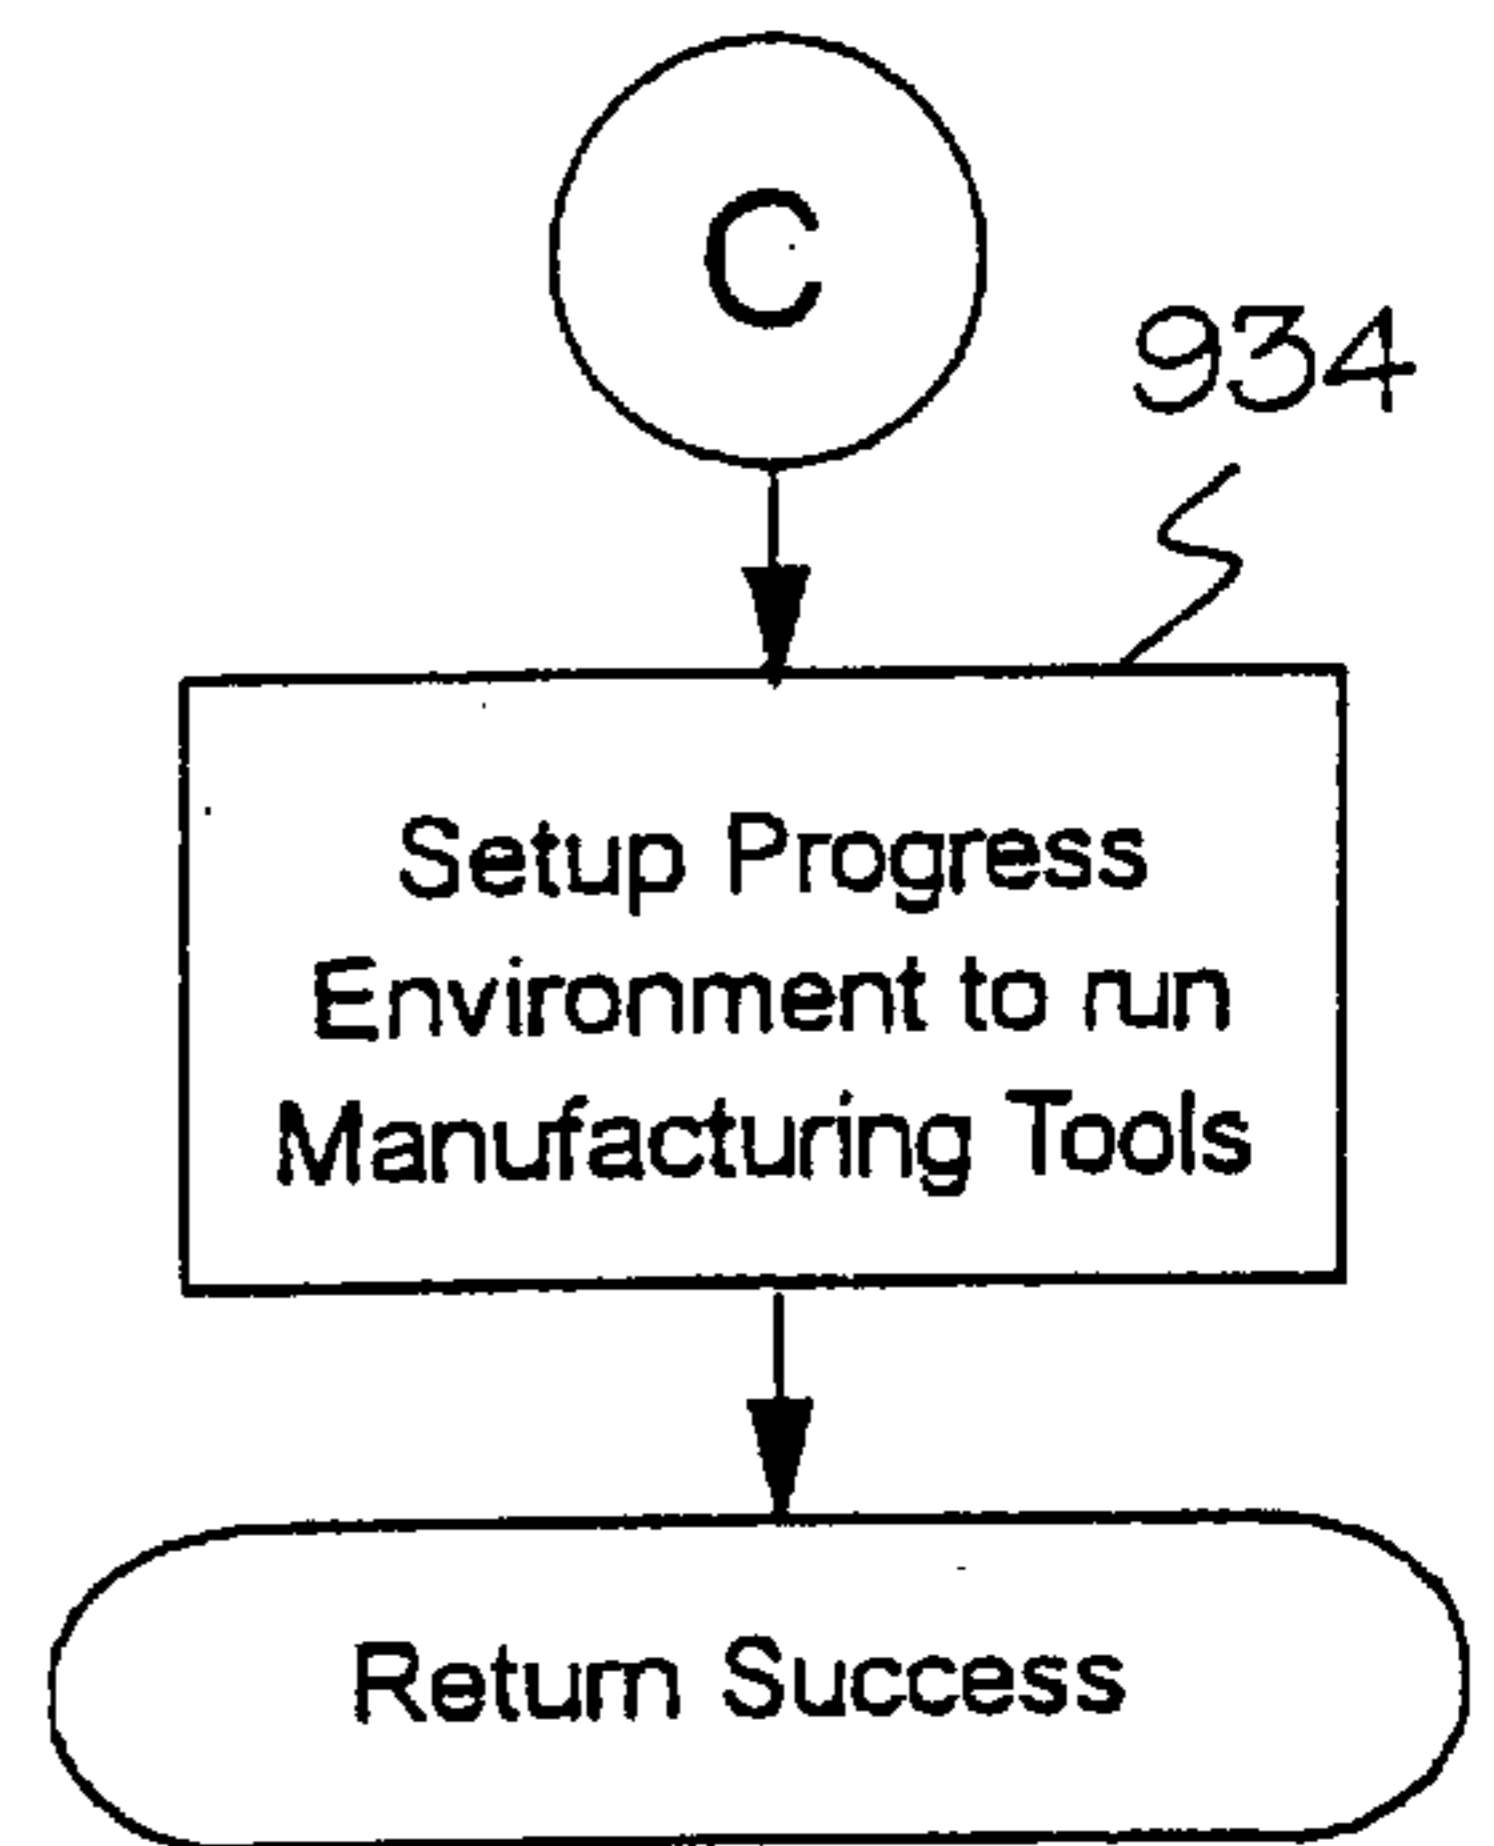 C
934
Setup Progress
Environment to run
Manufacturing Tools
Return Success